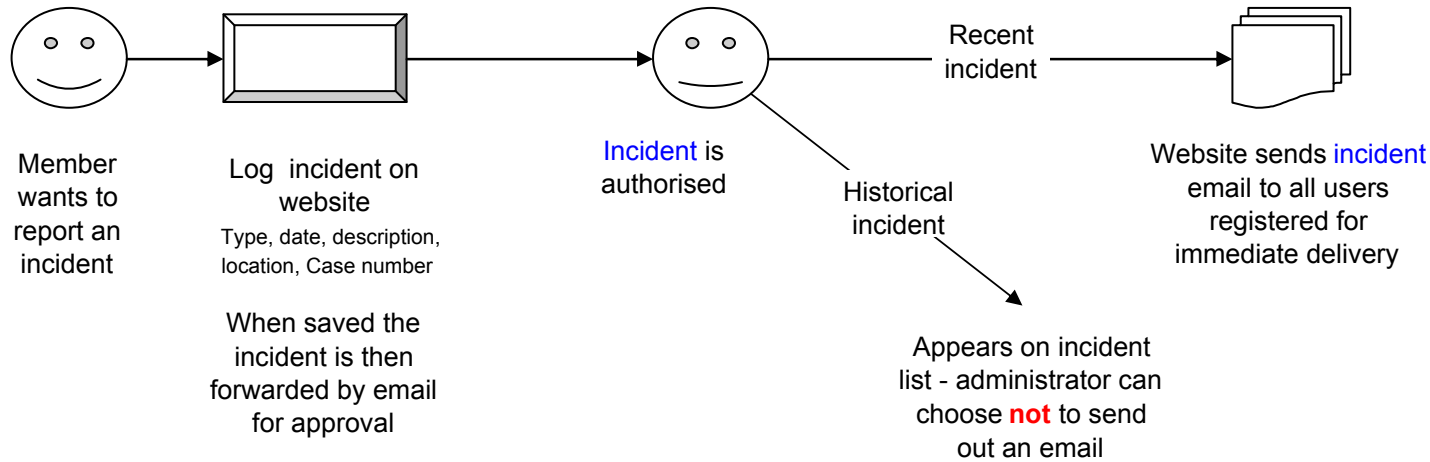 Member
wants to
report an
incident
Log incident on
website
Type, date, description,
location, Case number
When saved the
incident is then
forwarded by email
for approval
Incident is
authorised
Recent
incident
Historical
incident
Website sends incident
email to all users
registered for
immediate delivery
Appears on incident
list - administrator can
choose not to send
out an email